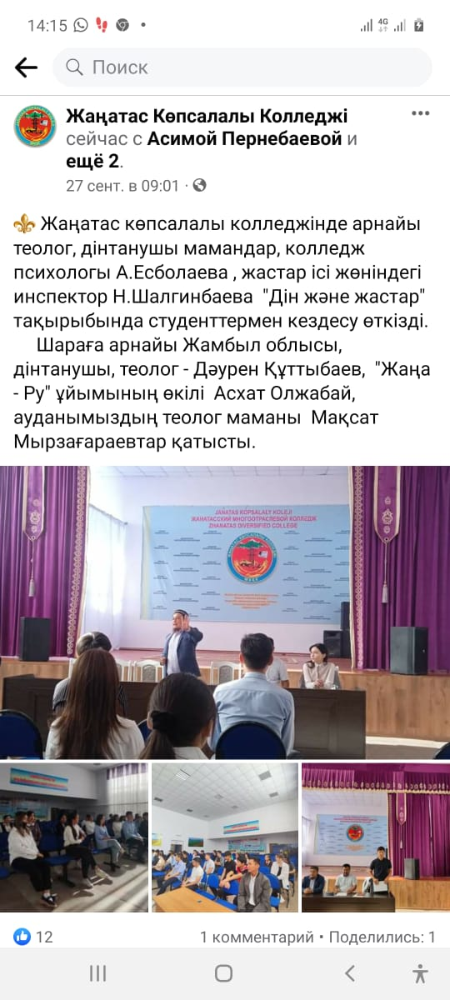 14:15
4G
Поиск
Жаңатас Көпсалалы Колледжі
сейчас с Асимой Пернебаевой и
ещё 2.
27 сент. в 09:01 ·
Жаңатас көпсалалы колледжінде арнайы
теолог, дінтанушы мамандар, колледж
психологы А.Есболаева , жастар ісі жөніндегі
инспектор Н.Шалгинбаева "Дін және жастар"
тақырыбында студенттермен кездесу өткізді.
Шараға арнайы Жамбыл облысы,
дінтанушы, теолог - Дәурен Құттыбаев, "Жаңа
- Ру" ұйымының өкілі Асхат Олжабай,
ауданымыздың теолог маманы Мақсат
Мырзағараевтар қатысты.
JAŃATAS KÓPSALALY KOLEJI
ЖАНАТАССКИЙ МНОГООТРАСЛЕВОЙ КОЛЛЕДЖ
ZHANATAS DIVERSIFIED COLLEGE
12
1 комментарий • Поделились: 1